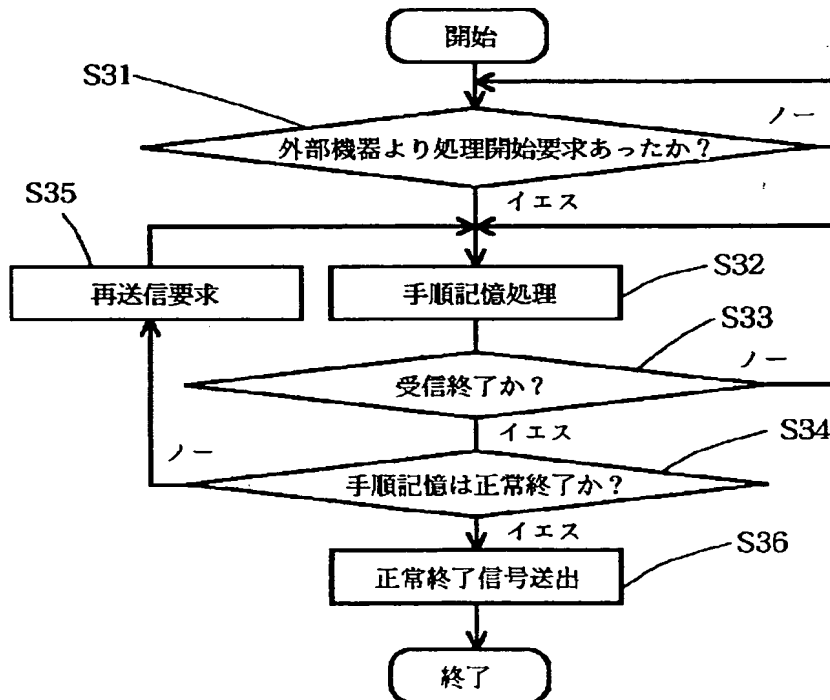 開始
S31
ノー
外部機器より処理開始要求あったか？
イエス
S35
再送信要求
手順記憶処理
S32
S33
受信終了か？
ノー
イエス
S34
ノー
手順記憶は正常終了か？
イエス
S36
正常終了信号送出
終了